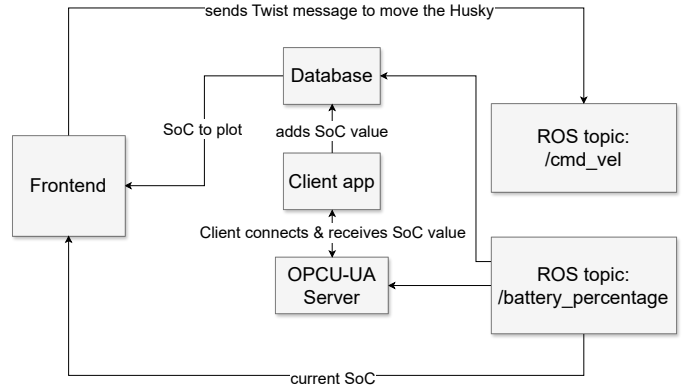 sends Twist message to move the Husky
Database
ROS topic:
/cmd_vel
SoC to plot
adds SoC value
Frontend
Client app
Client connects & receives SoC value
OPCU-UA
Server
ROS topic:
/battery_percentage
current SoC